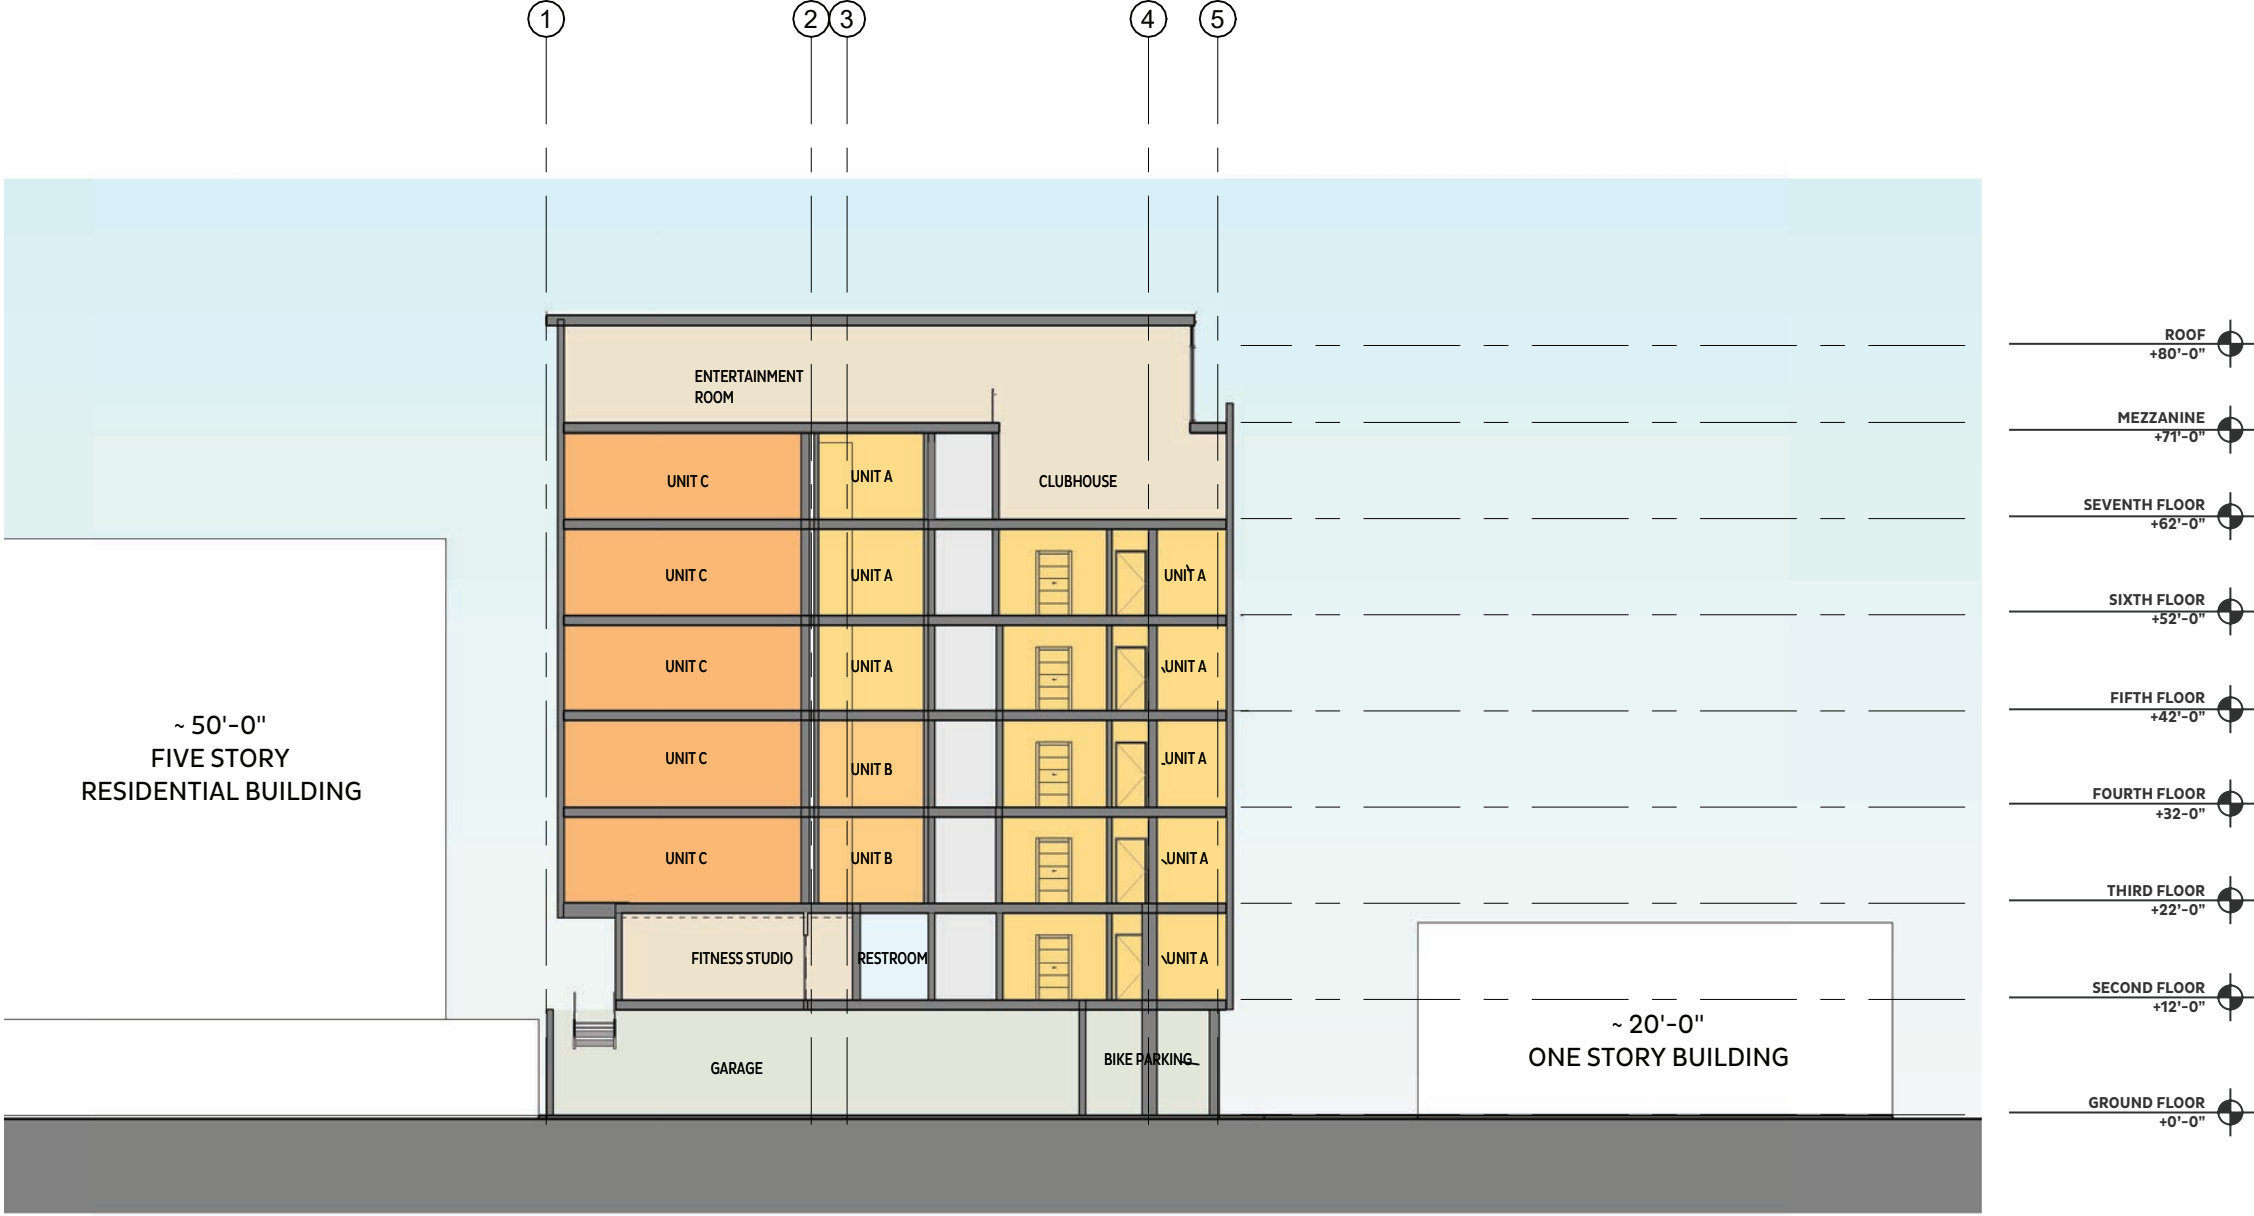 1
2
3
4
5
ROOF
+80'-0"
ENTERTAINMENT
ROOM
MEZZANINE
+71'-0"
UNIT C
UNIT A
CLUBHOUSE
SEVENTH FLOOR
+62'-0"
UNIT C
UNIT A
UNIT A
SIXTH FLOOR
+52'-0"
UNIT C
UNIT A
UNIT A
FIFTH FLOOR
+42'-0"
~ 50'-0"
FIVE STORY
RESIDENTIAL BUILDING
UNIT C
UNIT B
UNIT A
FOURTH FLOOR
+32-0"
UNIT C
UNIT B
UNIT A
THIRD FLOOR
+22'-0"
FITNESS STUDIO
RESTROOM
UNIT A
SECOND FLOOR
+12'-0"
~ 20'-0"
ONE STORY BUILDING
GARAGE
BIKE PARKING
GROUND FLOOR
+0'-0"